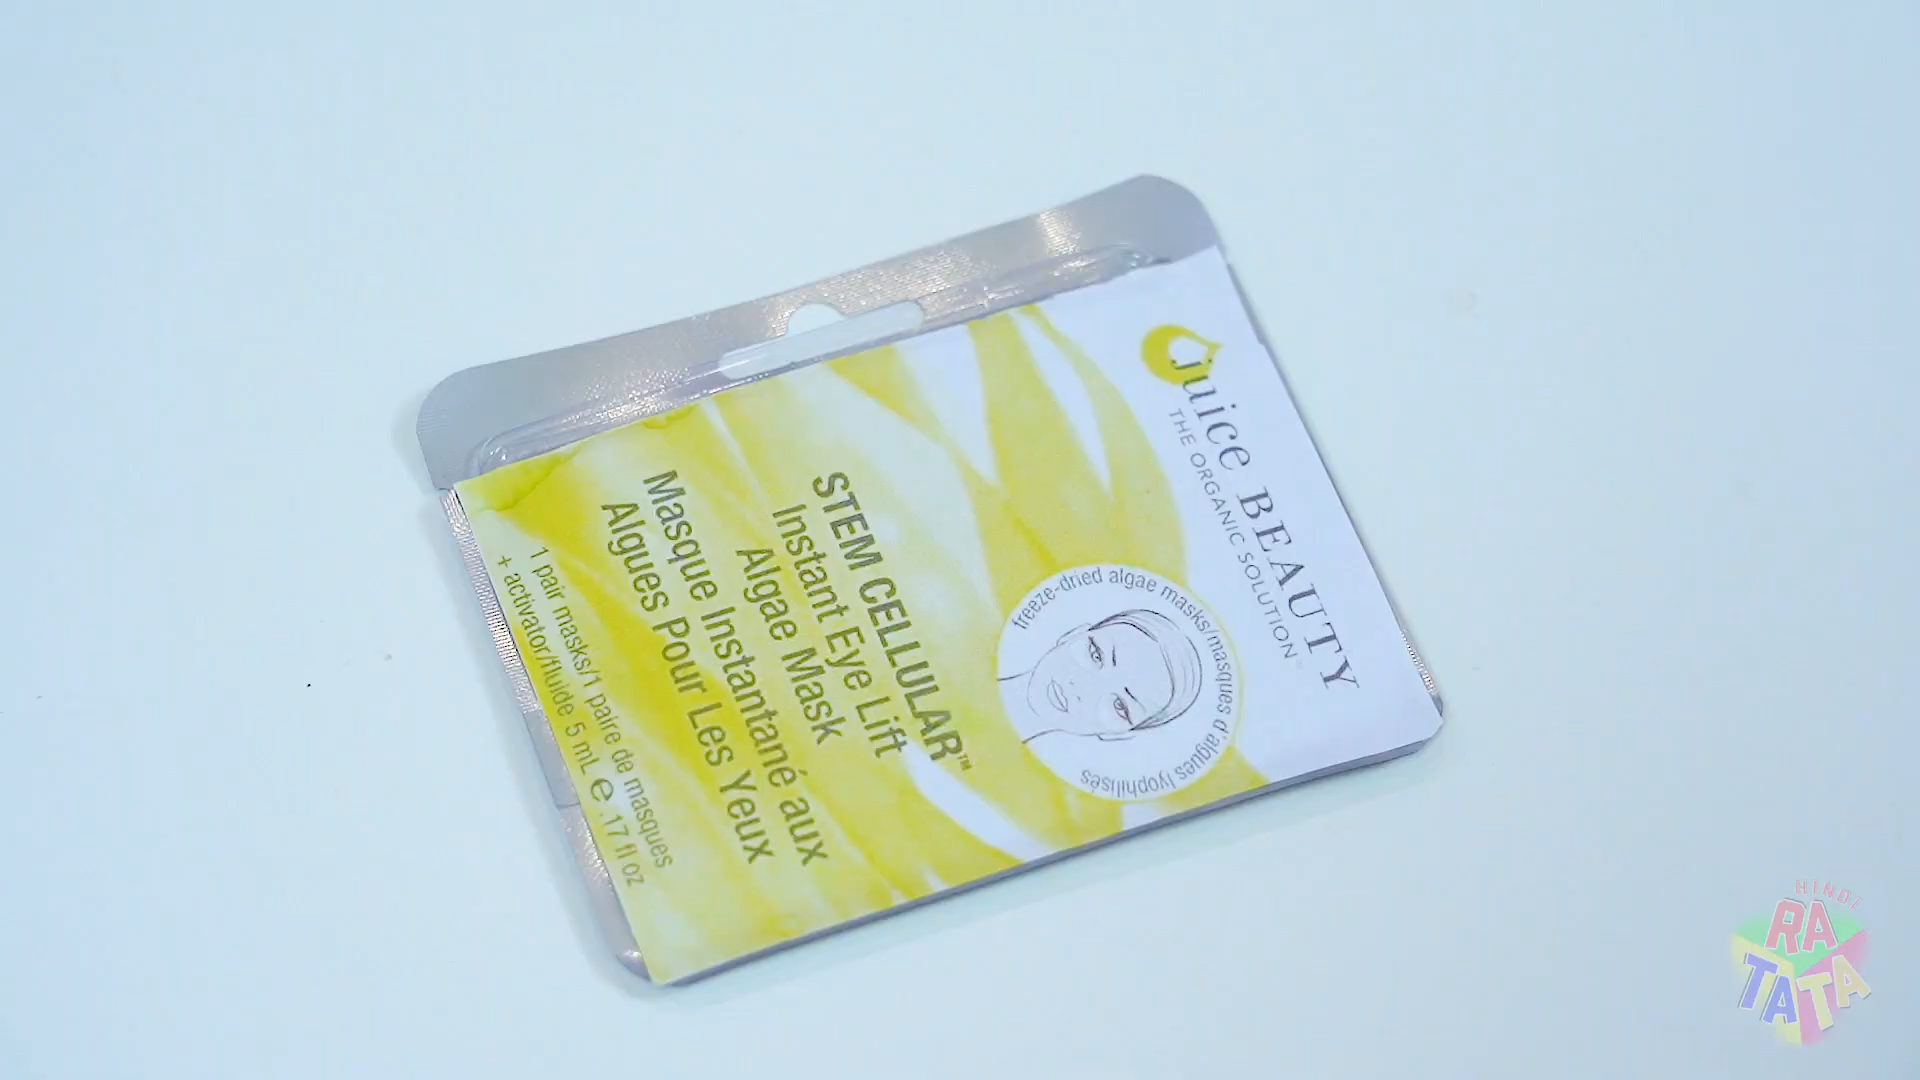 juice BEAUTY
THE ORGANIC SOLUTION
freeze-dried algae masks/masques d'algues lyophilisés
STEM CELLULAR™
Instant Eye Lift
Algae Mask
Masque Instantané aux
Algues Pour Les Yeux
1 pair masks/1 paire de masques
+ activator/fluide 5 mL e .17 fl oz
HINDI
RA
TATA